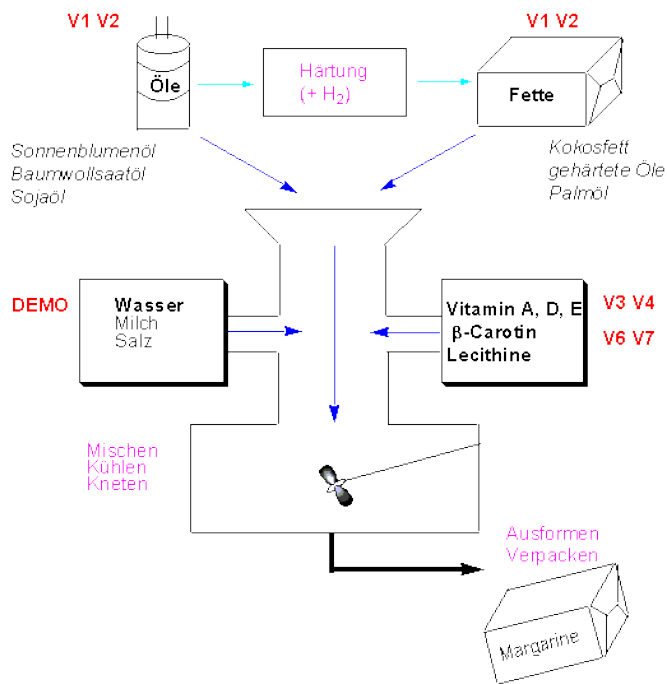 V1 V2
V1 V2
Öle
Härtung
(+ H₂)
Fette
Sonnenblumenöl
Baumwollsaatöl
Sojaöl
Kokosfett
gehärtete Öle
Palmöl
DEMO
Wasser
Milch
Salz
Vitamin A, D, E
β-Carotin
Lecithine
V3 V4
V6 V7
Mischen
Kühlen
Kneten
Ausformen
Verpacken
Margarine